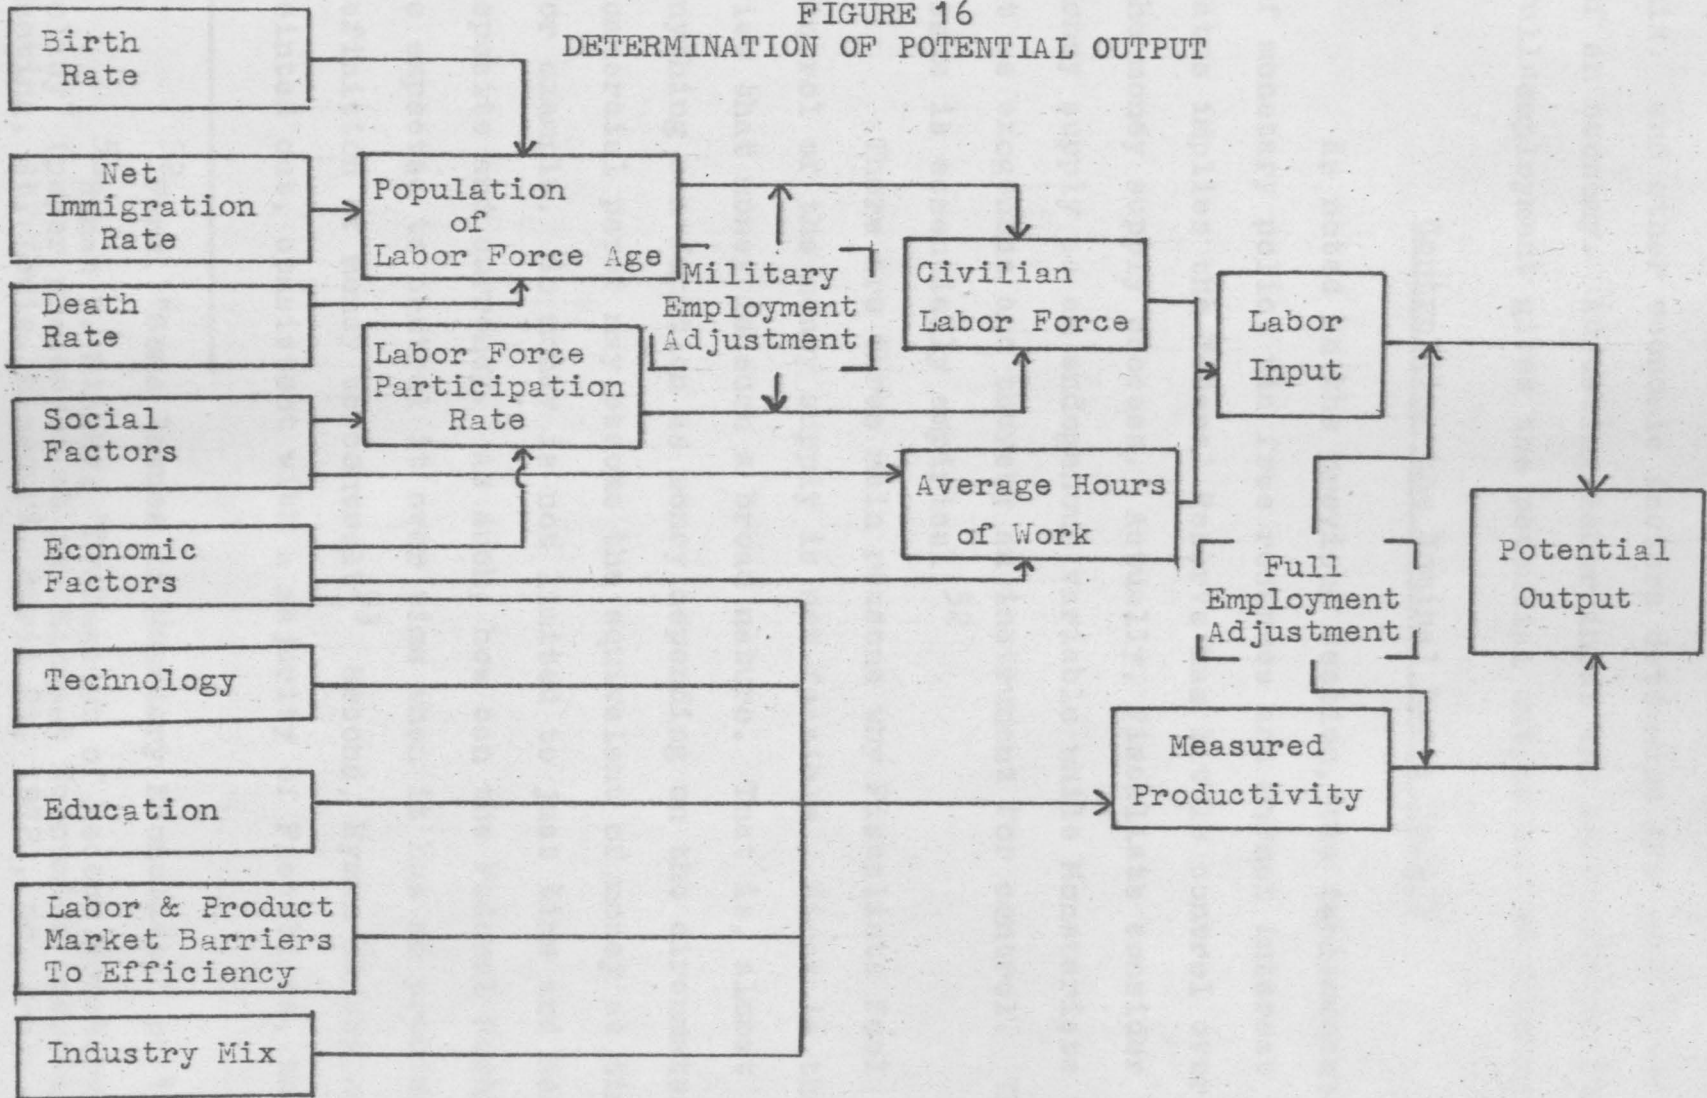 FIGURE 16
DETERMINATION OF POTENTIAL OUTPUT
Birth
Rate
Net
Immigration
Rate
Death
Rate
Social
Factors
Economic
Factors
Technology
Education
Labor & Product
Market Barriers
To Efficiency
Industry Mix
Population
of
Labor Force Age
Labor Force
Participation
Rate
Military
Employment
Adjustment
Civilian
Labor Force
Average Hours
of Work
Labor
Input
Full
Employment
Adjustment
Measured
Productivity
Potential
Output